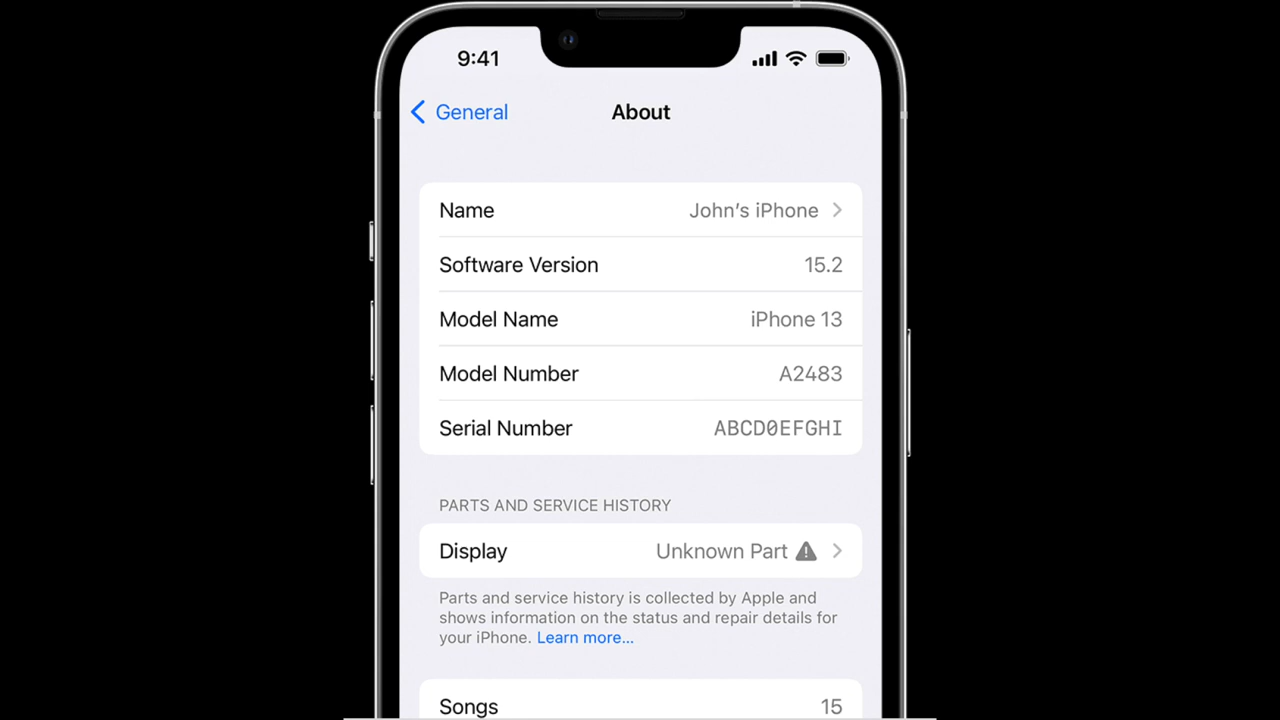 9:41
General
About
Name John’s iPhone
Software Version 15.2
Model Name iPhone 13
Model Number A2483
Serial Number ABCD0EFGHI
PARTS AND SERVICE HISTORY
Display Unknown Part
Parts and service history is collected by Apple and
shows information on the status and repair details for
your iPhone. Learn more...
Songs 15